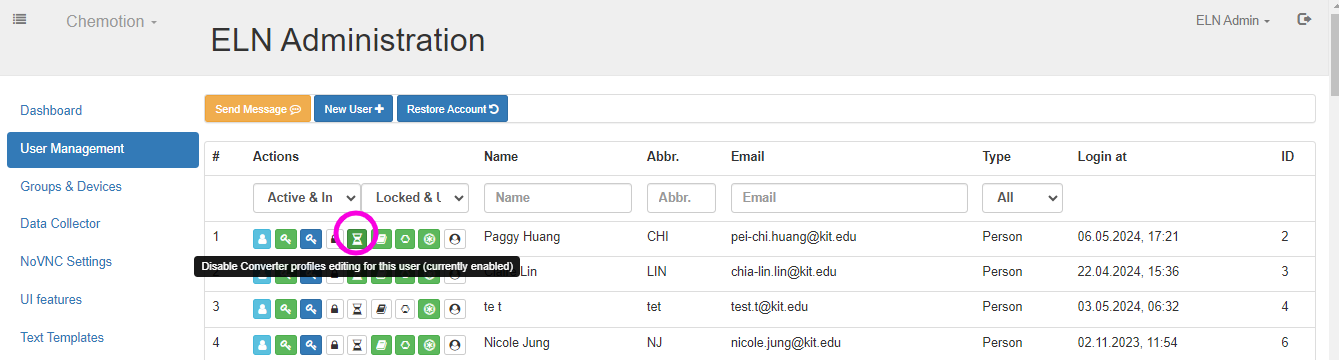 Chemotion
ELN Administration
ELN Admin
Dashboard
User Management
Groups & Devices
Data Collector
NoVNC Settings
UI features
Text Templates
Send Message
New User
Restore Account
# Actions Name Abbr. Email Type Login at ID
Active & In Locked & U Name Abbr. Email All
1 Paggy Huang CHI pei-chi.huang@kit.edu Person 06.05.2024, 17:21 2
Disable Converter profiles editing for this user (currently enabled)
Lin LIN chia-lin.lin@kit.edu Person 22.04.2024, 15:36 3
3 te t tet test.t@kit.edu Person 03.05.2024, 06:32 4
4 Nicole Jung NJ nicole.jung@kit.edu Person 02.11.2023, 11:54 6